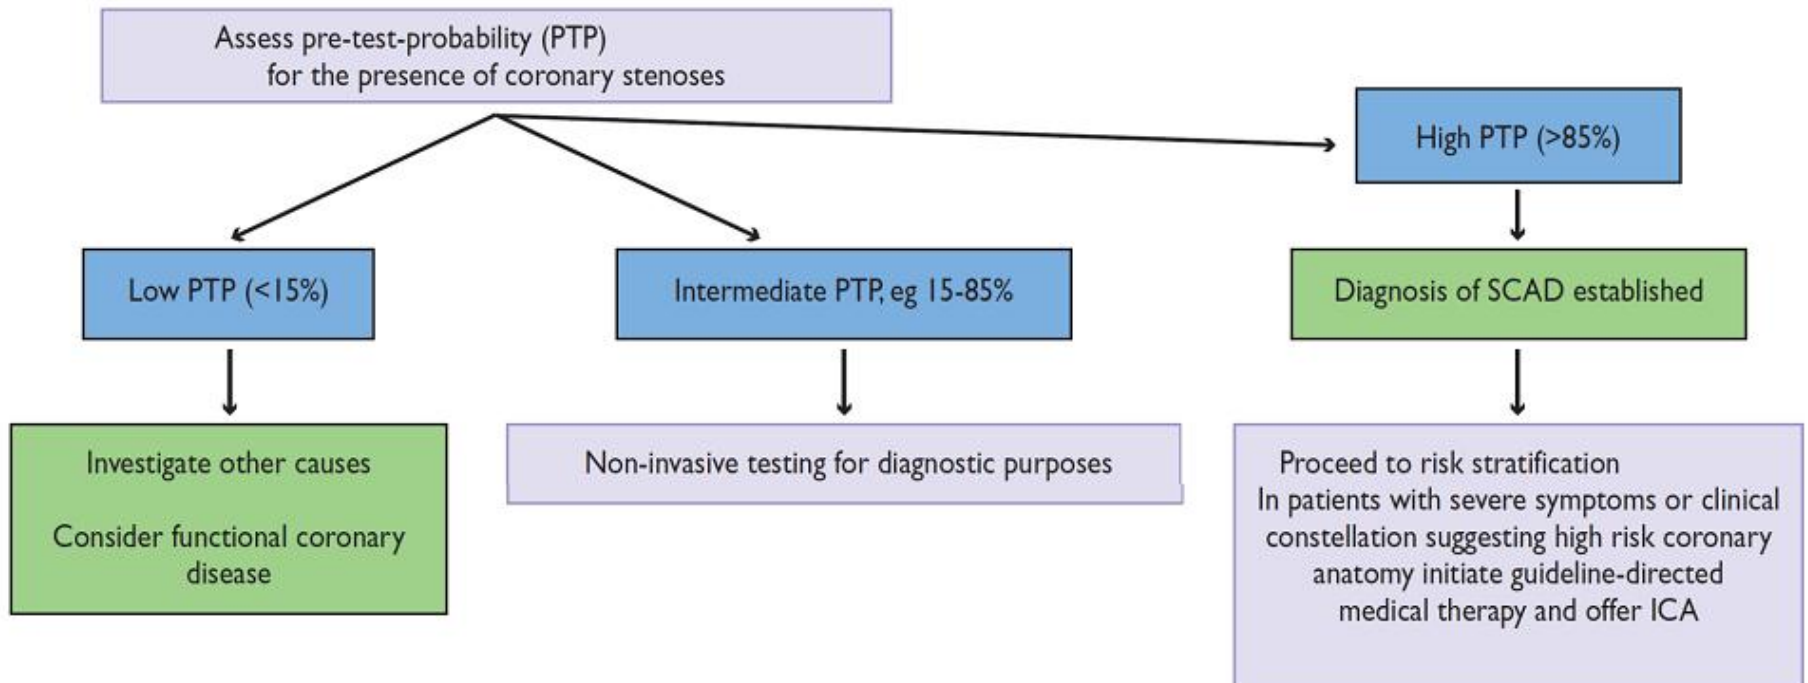 Assess pre-test-probability (PTP)
for the presence of coronary stenoses
High PTP (>85%)
Low PTP (<15%)
Intermediate PTP, eg 15-85%
Diagnosis of SCAD established
Investigate other causes
Consider functional coronary
disease
Non-invasive testing for diagnostic purposes
Proceed to risk stratification
In patients with severe symptoms or clinical
constellation suggesting high risk coronary
anatomy initiate guideline-directed
medical therapy and offer ICA